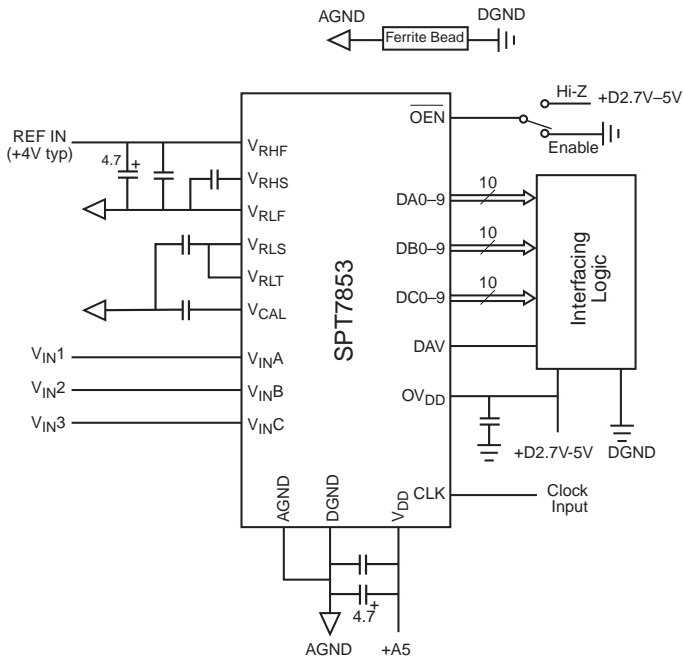 AGND
DGND
Ferrite Bead
Hi-Z
+D2.7V–5V
OEN
Enable
REF IN
(+4V typ)
4.7
+
VRHF
VRHS
VRLF
VRLS
VRLT
VCAL
VIN1
VIN2
VIN3
VINA
VINB
VINC
SPT7853
DA0–9
10
DB0–9
10
DC0–9
10
DAV
OVDD
Interfacing
Logic
+D2.7V-5V
DGND
CLK
Clock
Input
AGND
DGND
VDD
4.7
+
AGND
+A5